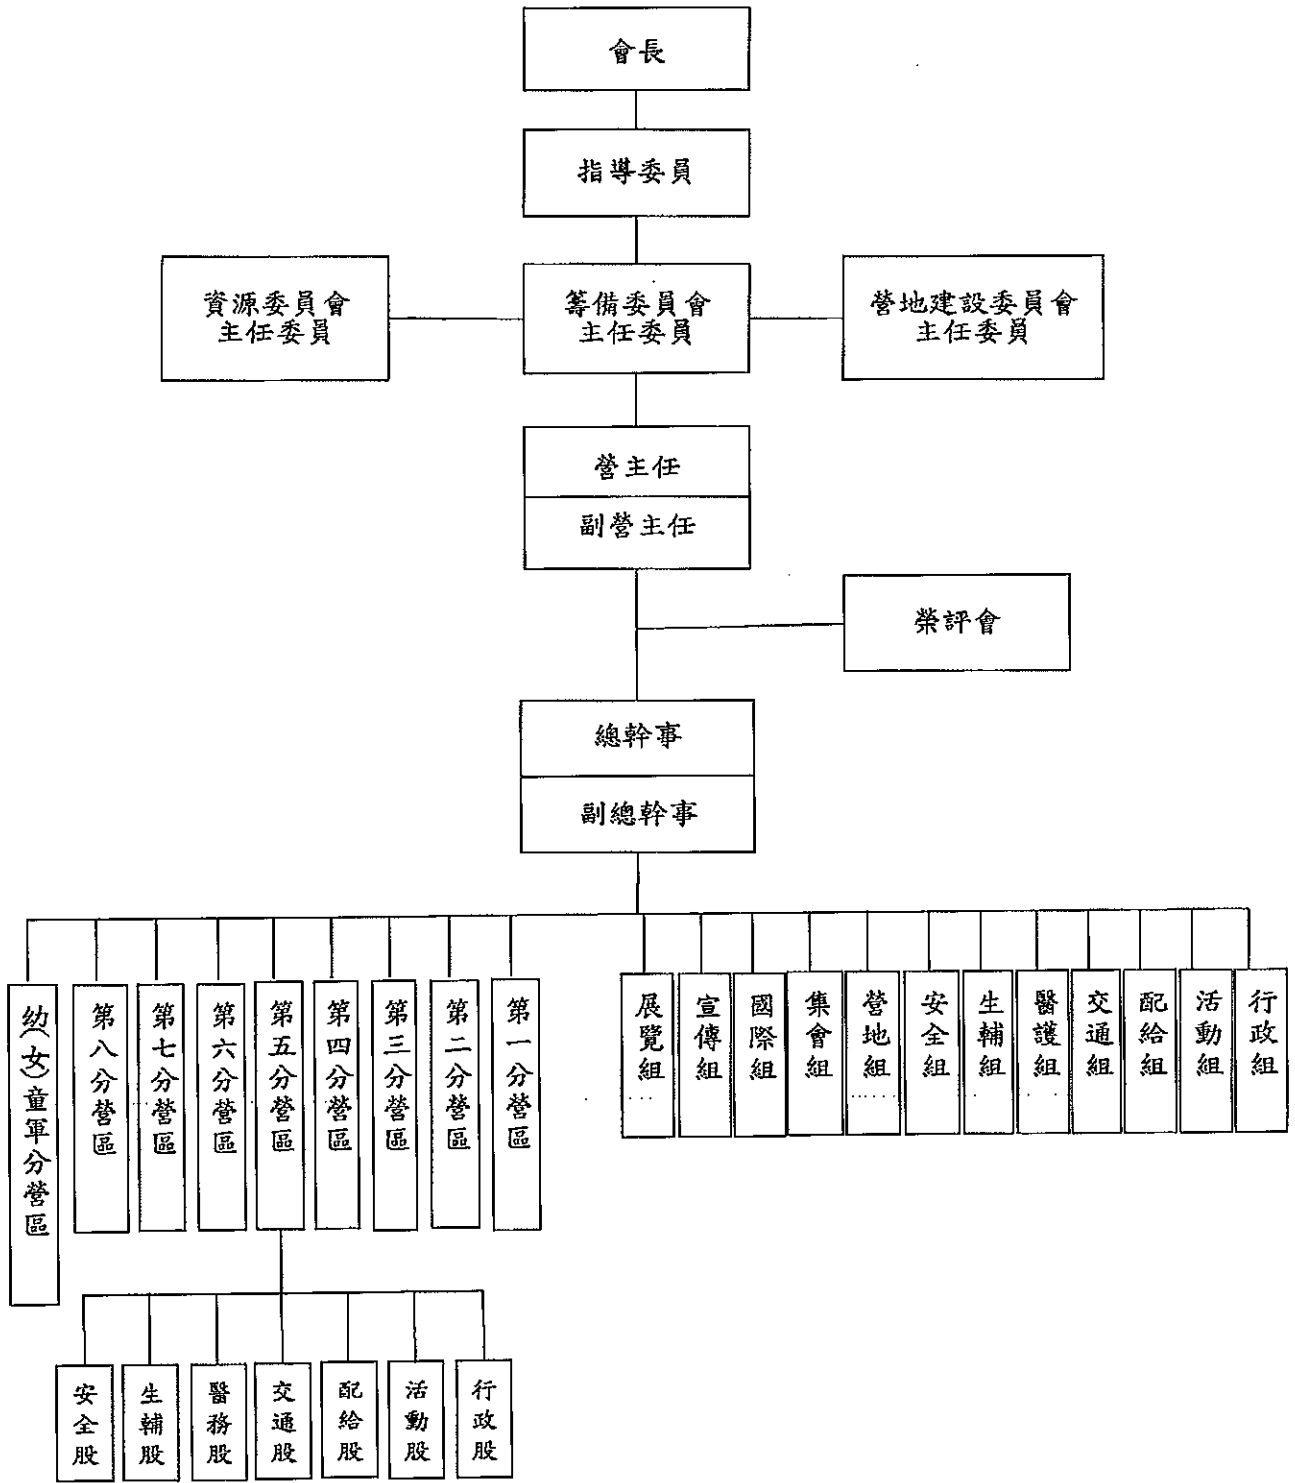 會長
指導委員
資源委員會
主任委員
籌備委員會
主任委員
營地建設委員會
主任委員
營主任
副營主任
榮評會
總幹事
副總幹事
幼(女)童軍分營區
第八分營區
第七分營區
第六分營區
第五分營區
第四分營區
第三分營區
第二分營區
第一分營區
展覽組
宣傳組
國際組
集會組
營地組
安全組
生輔組
醫護組
交通組
配給組
活動組
行政組
安全股
生輔股
醫務股
交通股
配給股
活動股
行政股